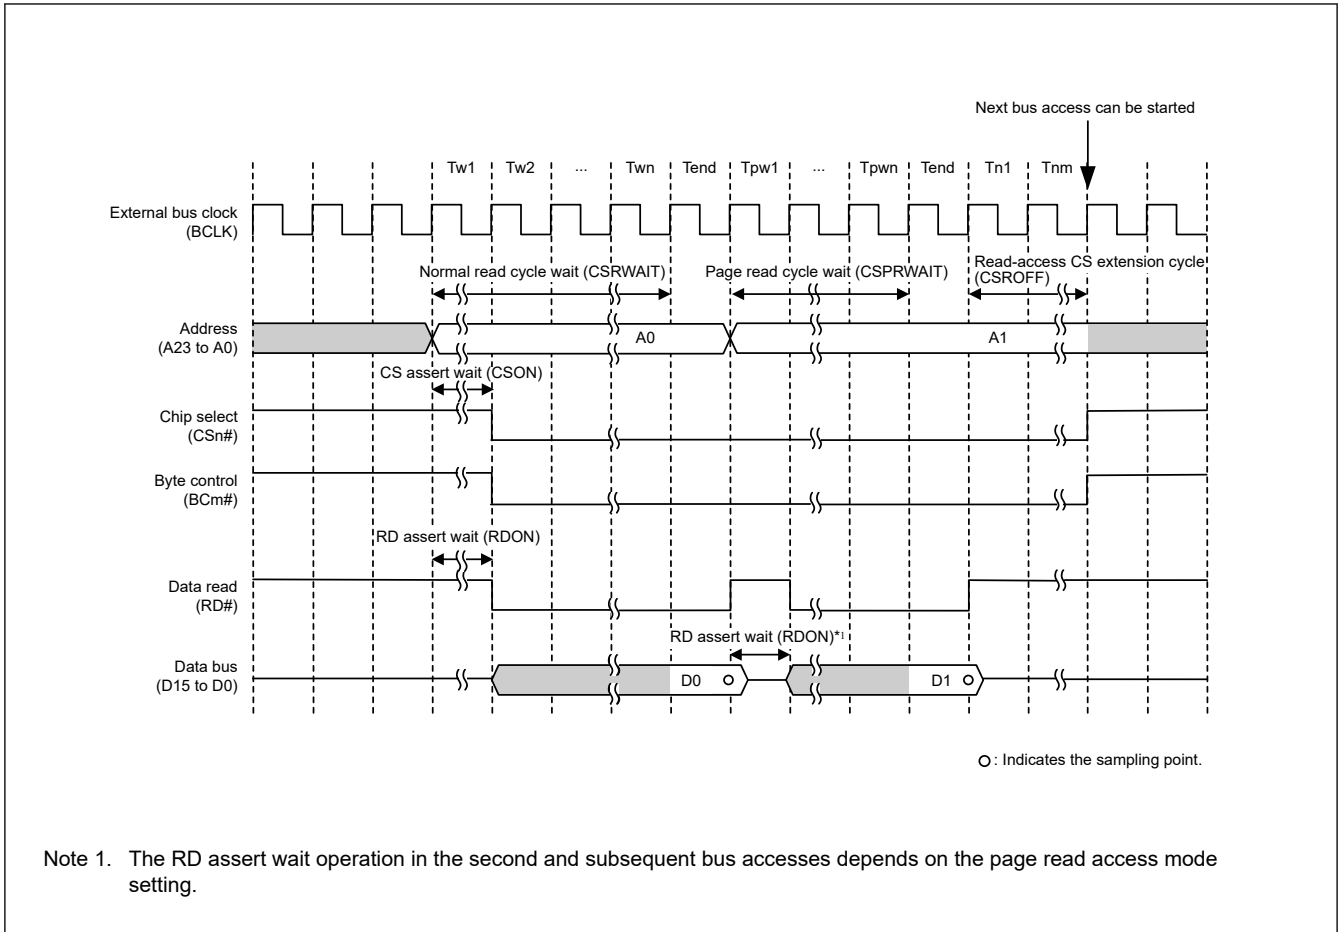 Next bus access can be started
Tw1 Tw2 ... Twn Tend Tpw1 ... Tpwn Tend Tn1 Tnm
External bus clock
(BCLK)
Normal read cycle wait (CSRWAIT)
Page read cycle wait (CSPRWAIT)
Read-access CS extension cycle
(CSROFF)
Address
(A23 to A0)
A0
A1
CS assert wait (CSON)
Chip select
(CSn#)
Byte control
(BCm#)
RD assert wait (RDON)
Data read
(RD#)
RD assert wait (RDON)*1
Data bus
(D15 to D0)
D0
D1
: Indicates the sampling point.
Note 1. The RD assert wait operation in the second and subsequent bus accesses depends on the page read access mode
setting.